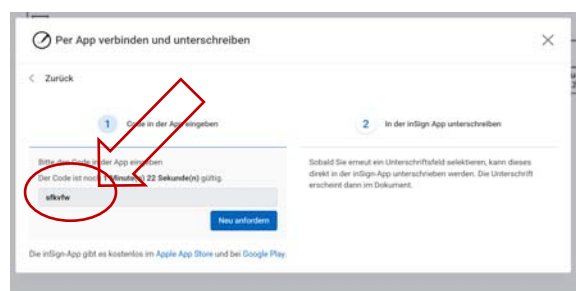 Per App verbinden und unterschreiben
Zurück
1 Code in der App eingeben
2 In der inSign App unterschreiben
Bitte den Code in der App eingeben
Der Code ist noch 1 Minute(n) 22 Sekunde(n) gültig.
sfkvfw
Neu anfordern
Sobald Sie erneut ein Unterschriftsfeld selektieren, kann dieses
direkt in der inSign-App unterschrieben werden. Die Unterschrift
erscheint dann im Dokument.
Die inSign-App gibt es kostenlos im Apple App Store und bei Google Play.